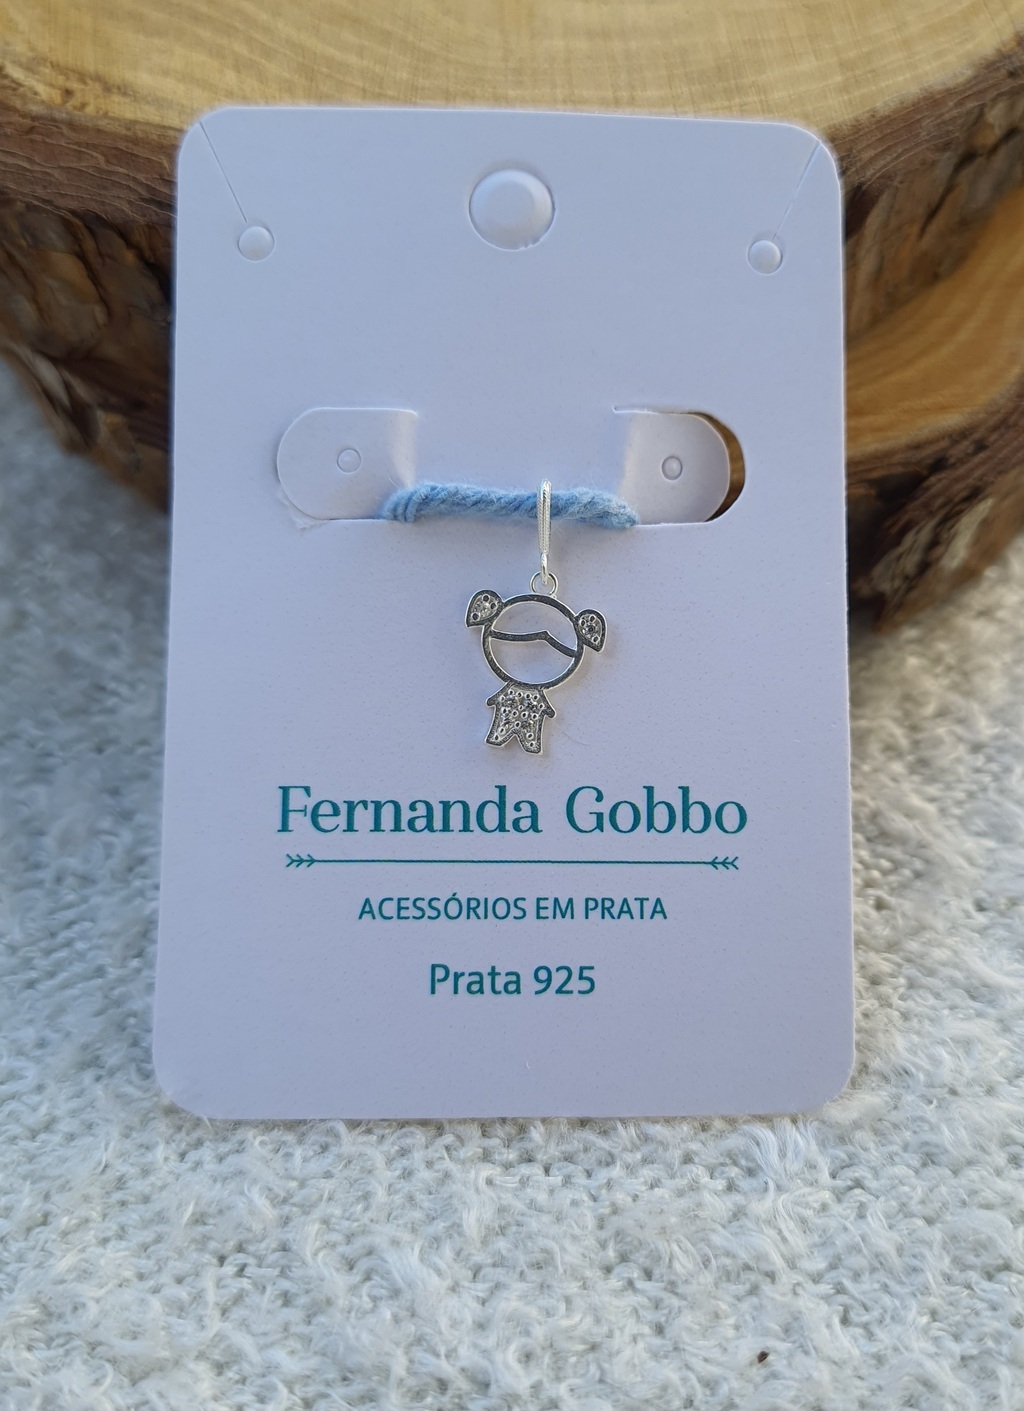 Fernanda Gobbo
ACESSÓRIOS EM PRATA
Prata 925